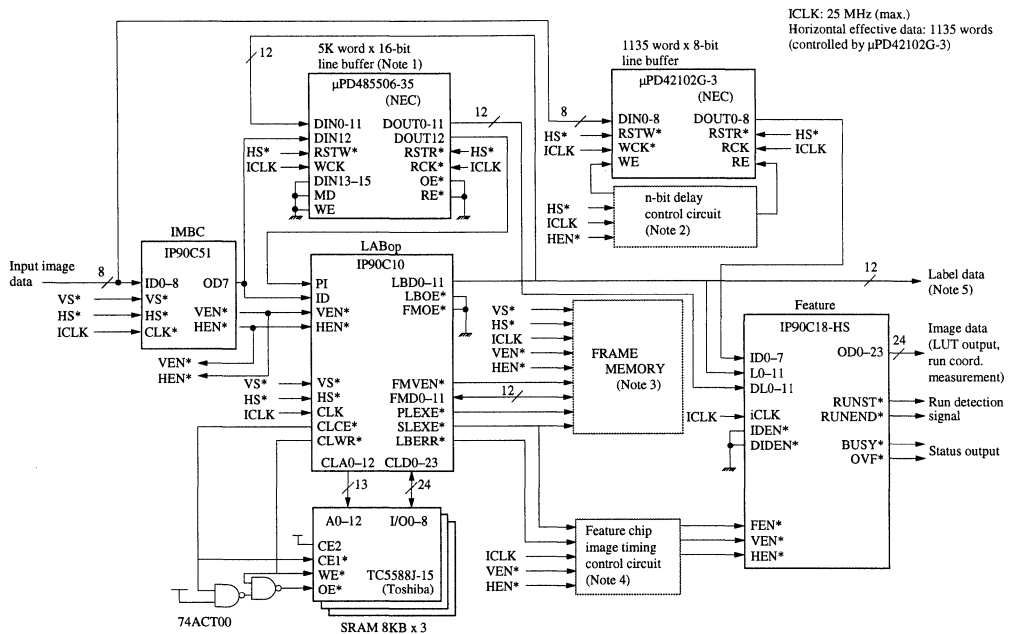 ICLK: 25 MHz (max.)
Horizontal effective data: 1135 words
(controlled by µPD42102G-3)
12
5K word x 16-bit
line buffer (Note 1)
µPD485506-35
(NEC)
DIN0-11 DOUT0-11
DIN12 DOUT12
HS* RSTW* RSTR* HS*
ICLK WCK RCK* ICLK
DIN13–15 OE*
MD RE*
WE
12
1135 word x 8-bit
line buffer
µPD42102G-3
(NEC)
8
DIN0-8 DOUT0-8
HS* RSTW* RSTR* HS*
ICLK WCK* RCK ICLK
WE RE
n-bit delay
control circuit
(Note 2)
HS*
ICLK
HEN*
IMBC
IP90C51
Input image
data
8
ID0–8 OD7
VS* VS*
HS* HS*
ICLK CLK*
VEN*
HEN*
VEN*
HEN*
LABop
IP90C10
PI LBD0-11
ID LBOE*
VEN* FMOE*
HEN*
VS* VS* FMVEN*
HS* HS* FMD0-11
ICLK CLK PLEXE*
CLCE* SLEXE*
CLWR* LBERR*
CLA0–12 CLD0-23
13
24
12
VS*
HS*
ICLK
VEN*
HEN*
FRAME
MEMORY
(Note 3)
12
Label data
(Note 5)
Feature
IP90C18-HS
ID0-7 OD0-23
L0-11
DL0-11
24
Image data
(LUT output,
run coord.
measurement)
RUNST*
RUNEND*
Run detection
signal
ICLK iCLK
IDEN*
DIDEN*
BUSY*
OVF*
Status output
FEN*
VEN*
HEN*
Feature chip
image timing
control circuit
(Note 4)
ICLK
VEN*
HEN*
A0–12 I/O0–8
CE2
CE1*
WE* TC5588J-15
OE* (Toshiba)
74ACT00
SRAM 8KB x 3